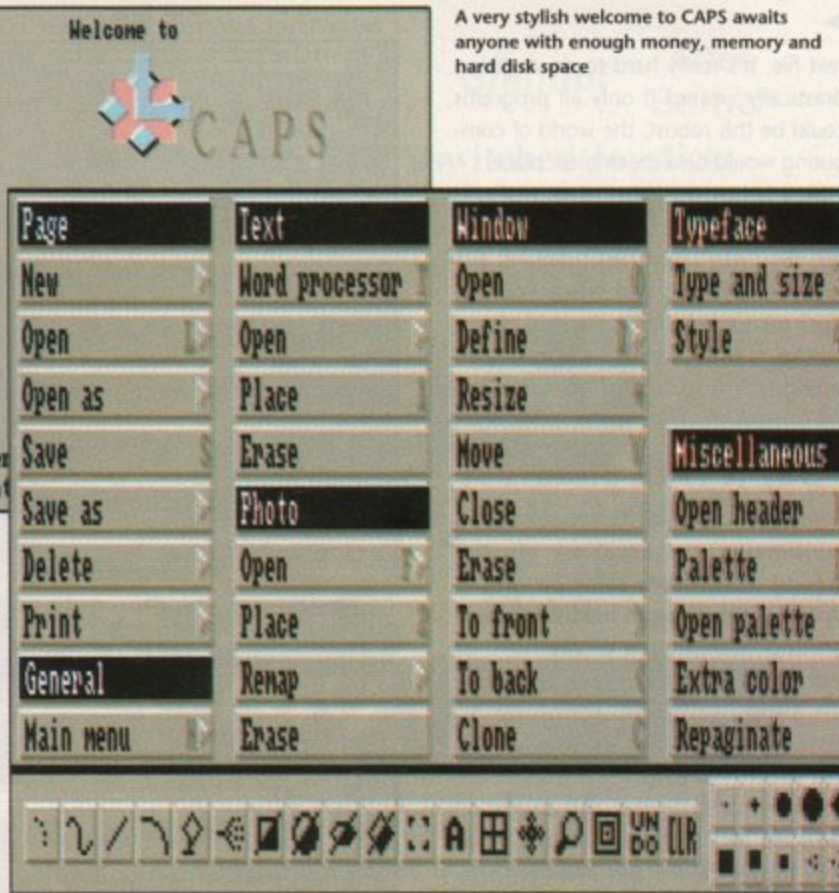 Welcome to
CAPS
A very stylish welcome to CAPS awaits
anyone with enough money, memory and
hard disk space
Page
New
Open L
Open as
Save S
Save as
Delete
Print
General
Main menu
Text
Word processor T
Open
Place
Erase
Photo
Open P
Place
Remap
Erase
Window
Open O
Define D
Resize
Move
Close
Erase
To front
To back
Clone C
Typeface
Type and size
Style
Miscellaneous
Open header
Palette
Open palette
Extra color
Repaginate
A
UN
DO
CLR